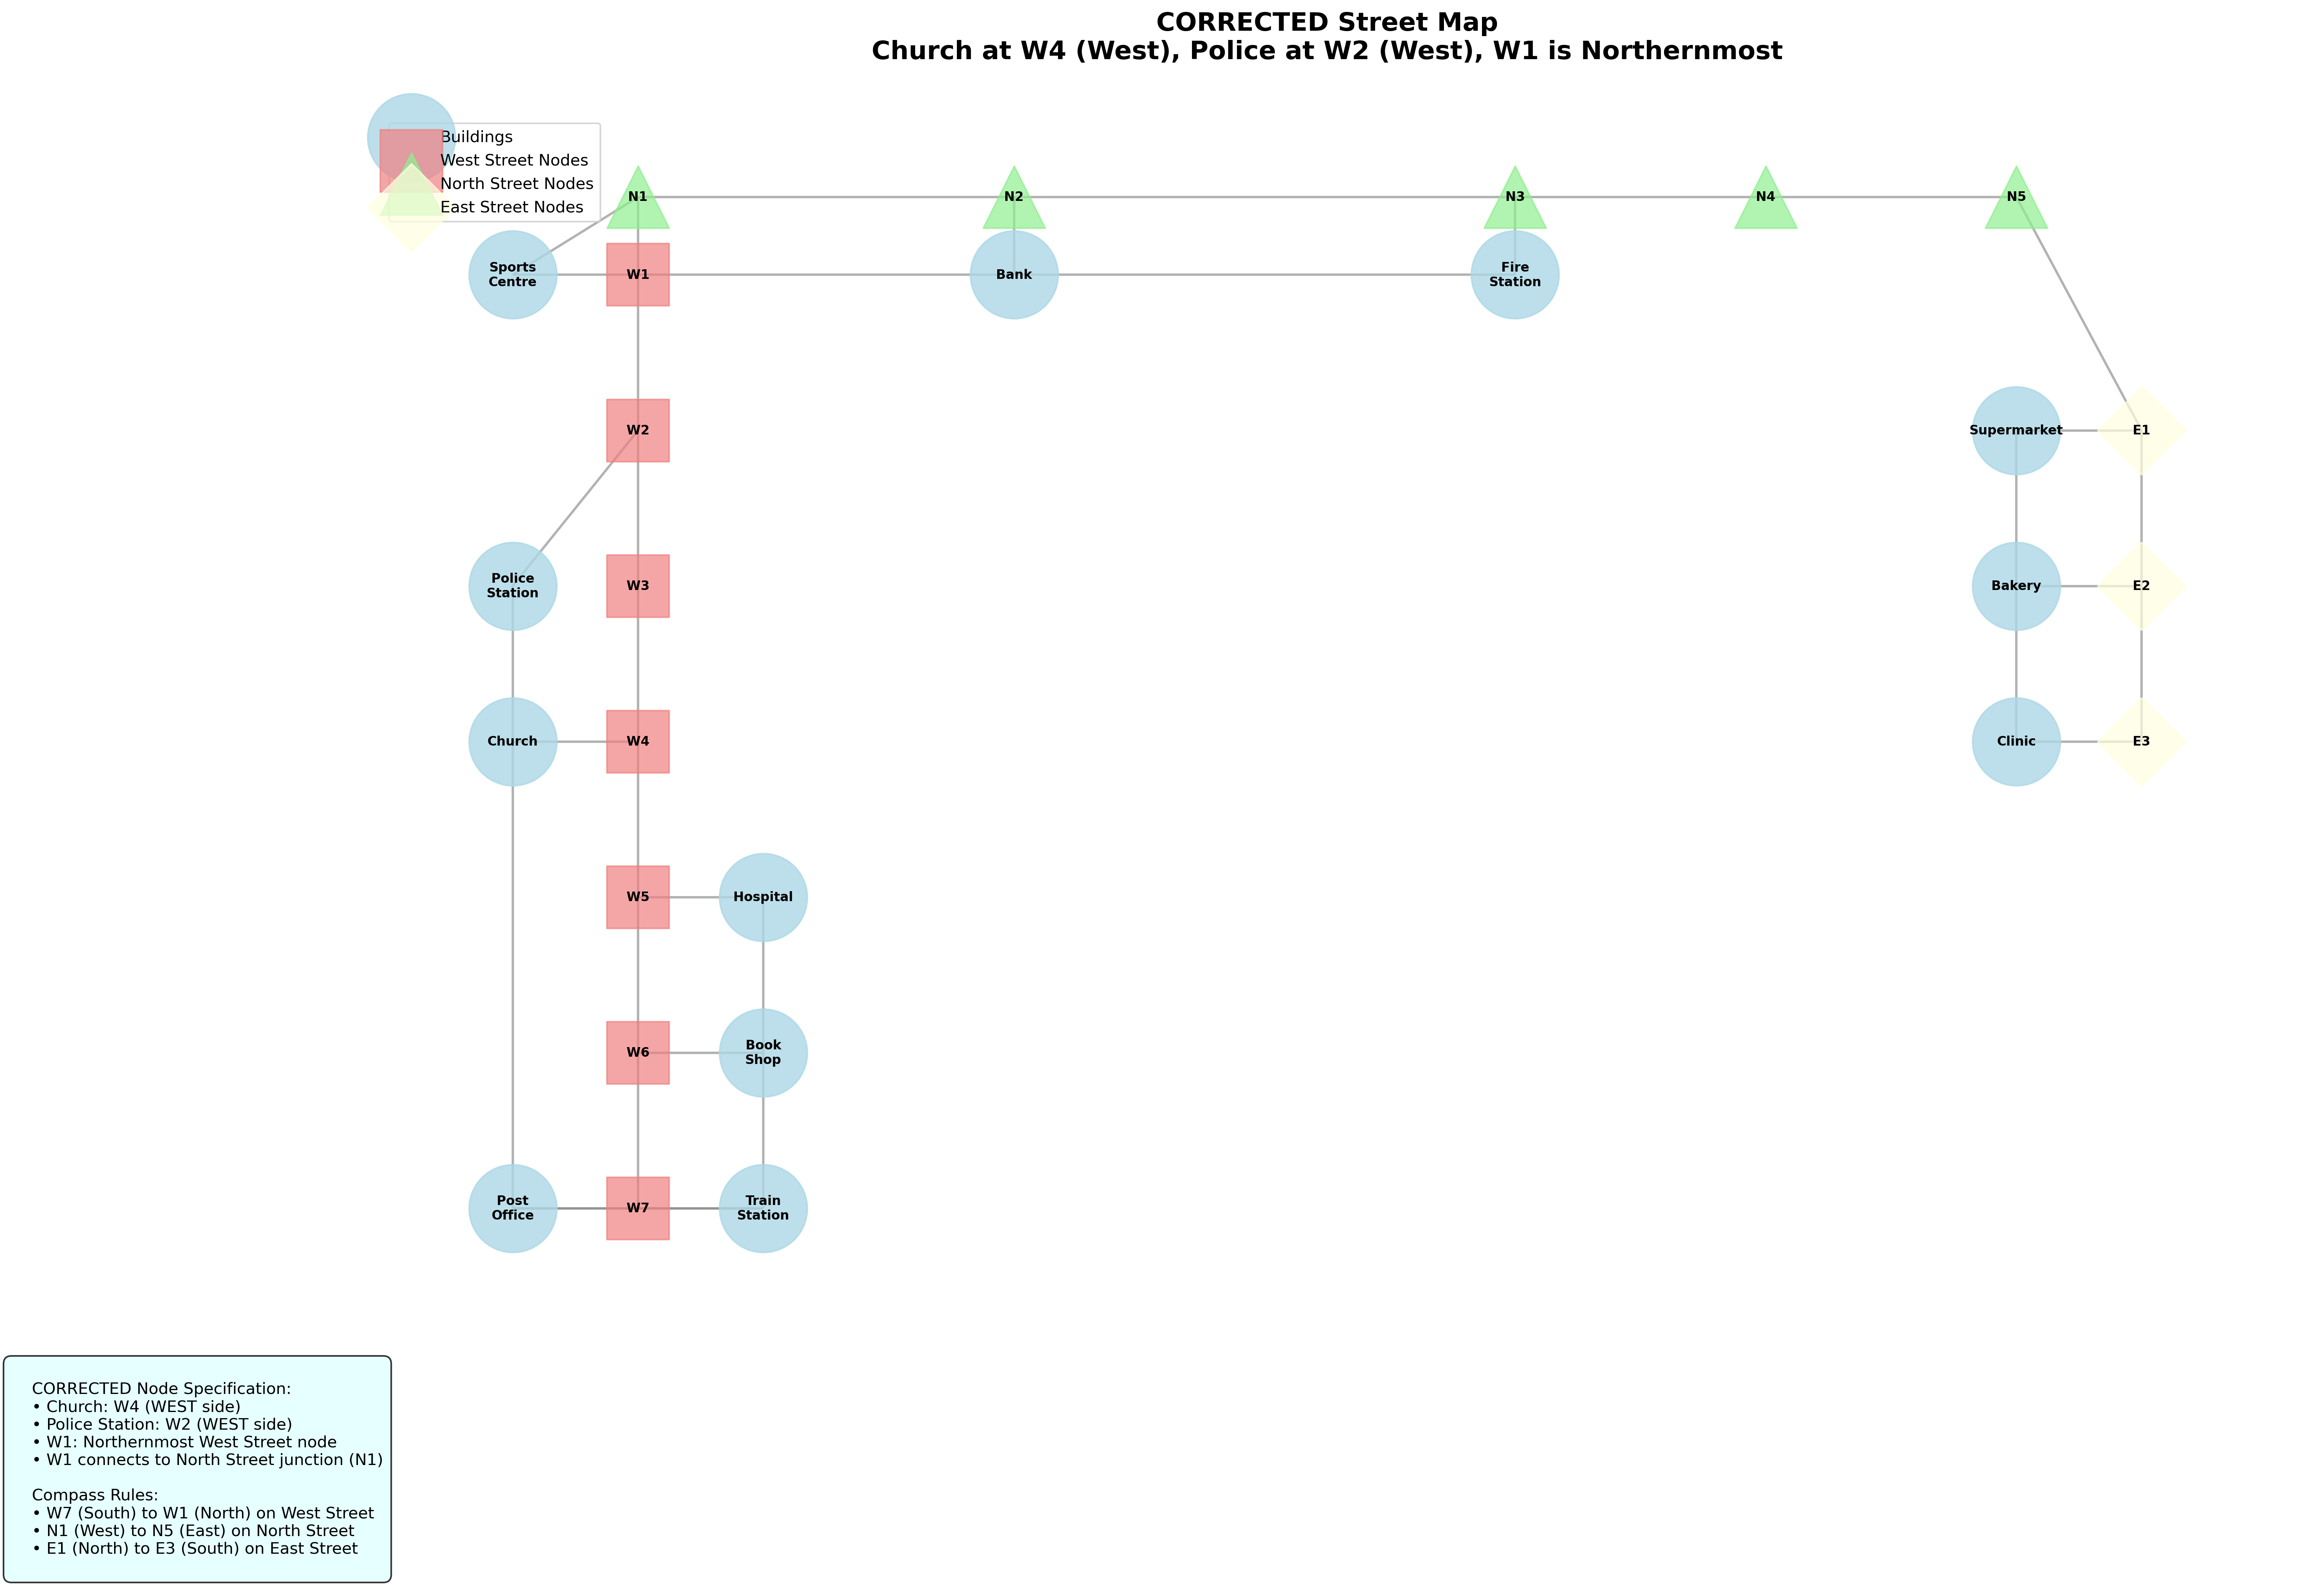 CORRECTED Street Map
Church at W4 (West), Police at W2 (West), W1 is Northernmost
Buildings
West Street Nodes
North Street Nodes
East Street Nodes
N1
N2
N3
N4
N5
Sports
Centre
W1
Bank
Fire
Station
W2
Supermarket
E1
Police
Station
W3
Bakery
E2
Church
W4
Clinic
E3
W5
Hospital
W6
Book
Shop
Post
Office
W7
Train
Station
CORRECTED Node Specification:
• Church: W4 (WEST side)
• Police Station: W2 (WEST side)
• W1: Northernmost West Street node
• W1 connects to North Street junction (N1)
Compass Rules:
• W7 (South) to W1 (North) on West Street
• N1 (West) to N5 (East) on North Street
• E1 (North) to E3 (South) on East Street